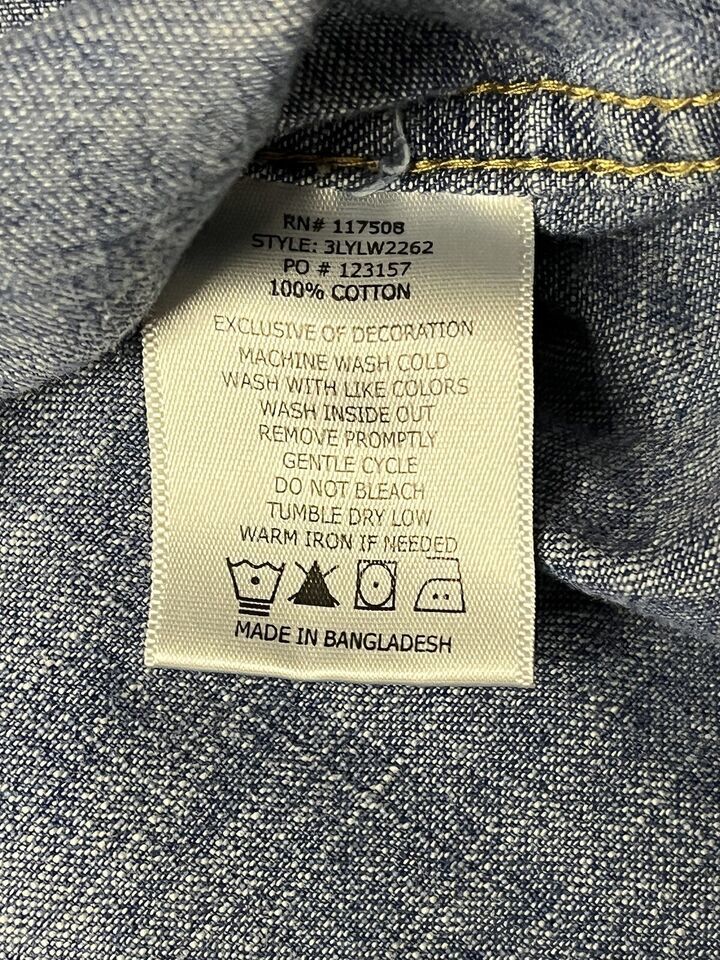 RN# 117508
STYLE: 3LYLW2262
PO # 123157
100% COTTON
EXCLUSIVE OF DECORATION
MACHINE WASH COLD
WASH WITH LIKE COLORS
WASH INSIDE OUT
REMOVE PROMPTLY
GENTLE CYCLE
DO NOT BLEACH
TUMBLE DRY LOW
WARM IRON IF NEEDED
MADE IN BANGLADESH